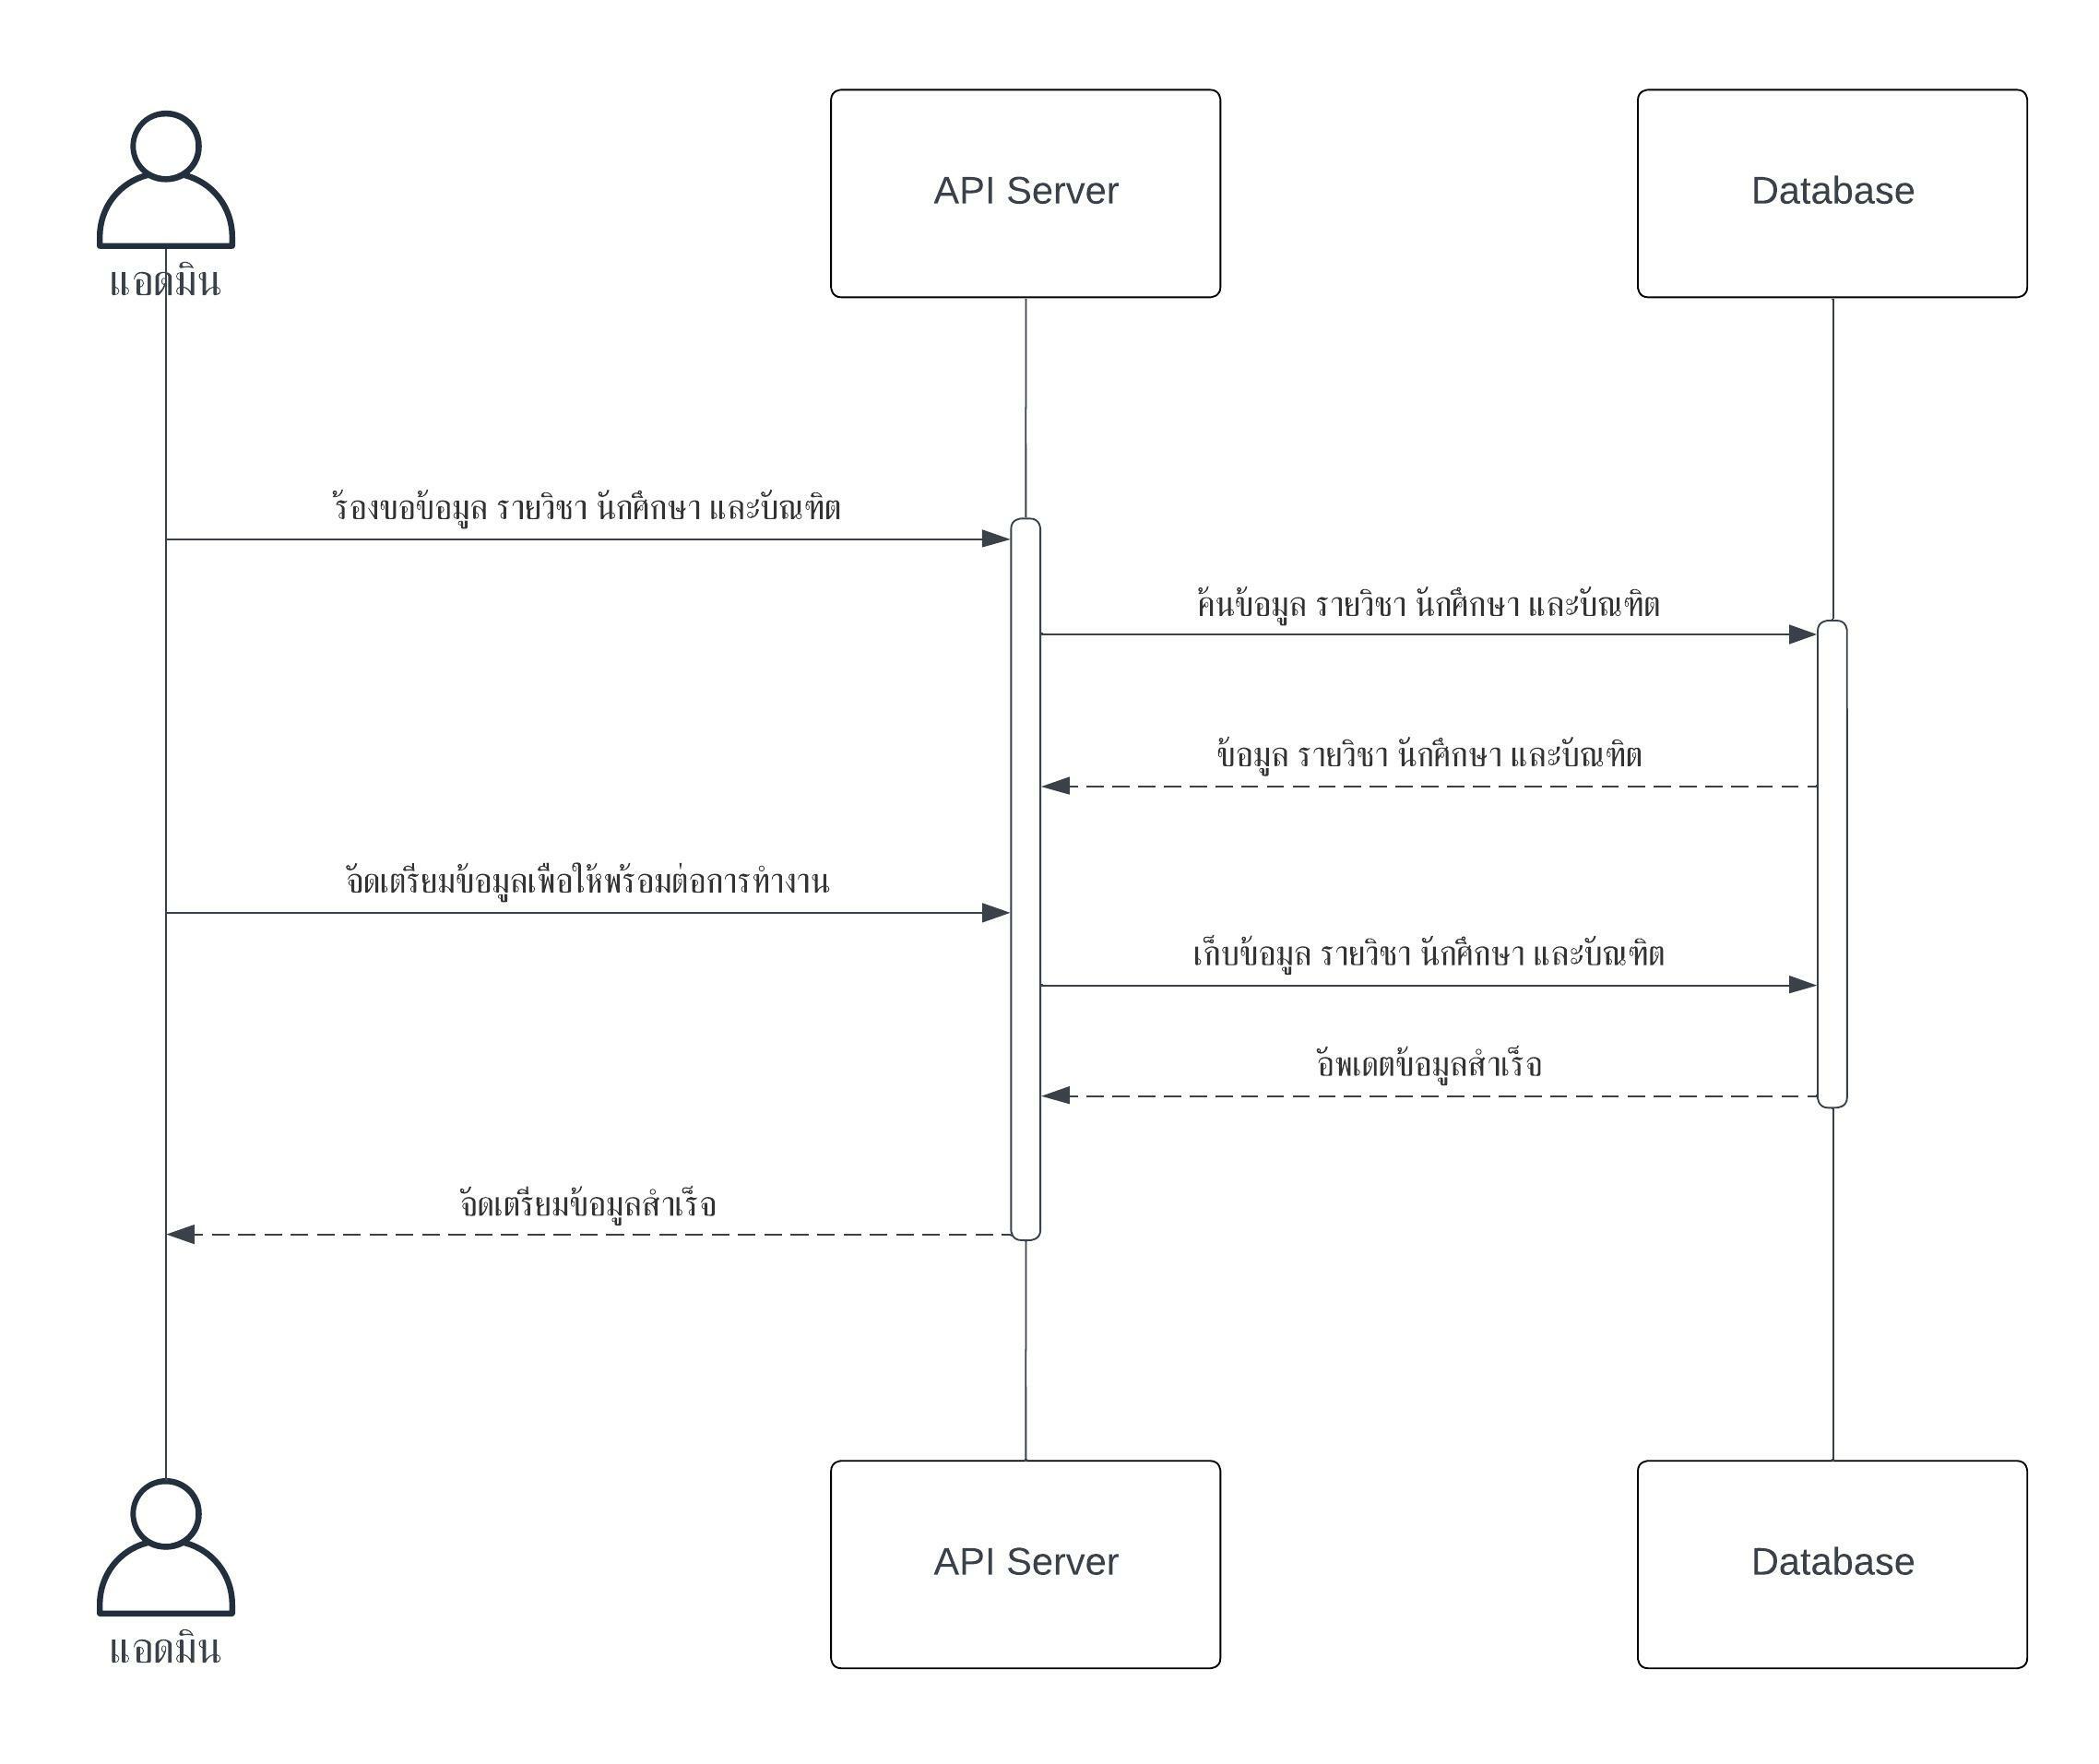 API Server
Database
แอดมิน
ร้องขอข้อมูล รายวิชา นักศึกษา และบัณฑิต
ค้นข้อมูล รายวิชา นักศึกษา และบัณฑิต
ข้อมูล รายวิชา นักศึกษา และบัณฑิต
จัดเตรียมข้อมูลเพื่อให้พร้อมต่อการทำงาน
เก็บข้อมูล รายวิชา นักศึกษา และบัณฑิต
อัพเดตข้อมูลสำเร็จ
จัดเตรียมข้อมูลสำเร็จ
API Server
Database
แอดมิน